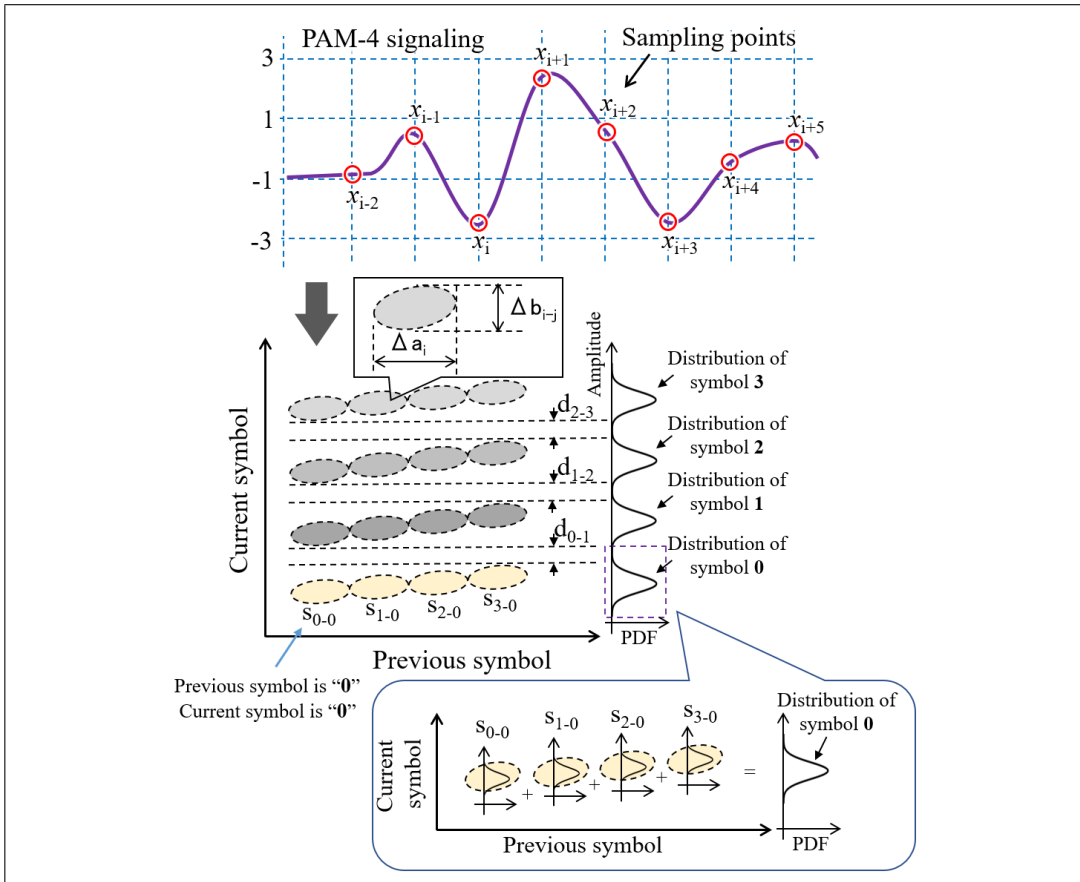 PAM-4 signaling
Sampling points
3
1
-1
-3
x_{i-2}
x_{i-1}
x_i
x_{i+1}
x_{i+2}
x_{i+3}
x_{i+4}
x_{i+5}
Δ b_{i-j}
Δ a_i
Current symbol
Previous symbol
d_{2-3}
d_{1-2}
d_{0-1}
s_{0-0}
s_{1-0}
s_{2-0}
s_{3-0}
Amplitude
PDF
Distribution of
symbol 3
Distribution of
symbol 2
Distribution of
symbol 1
Distribution of
symbol 0
Previous symbol is “0”
Current symbol is “0”
Current
symbol
s_{0-0}
s_{1-0}
s_{2-0}
s_{3-0}
+ + + =
Previous symbol
Distribution of
symbol 0
PDF